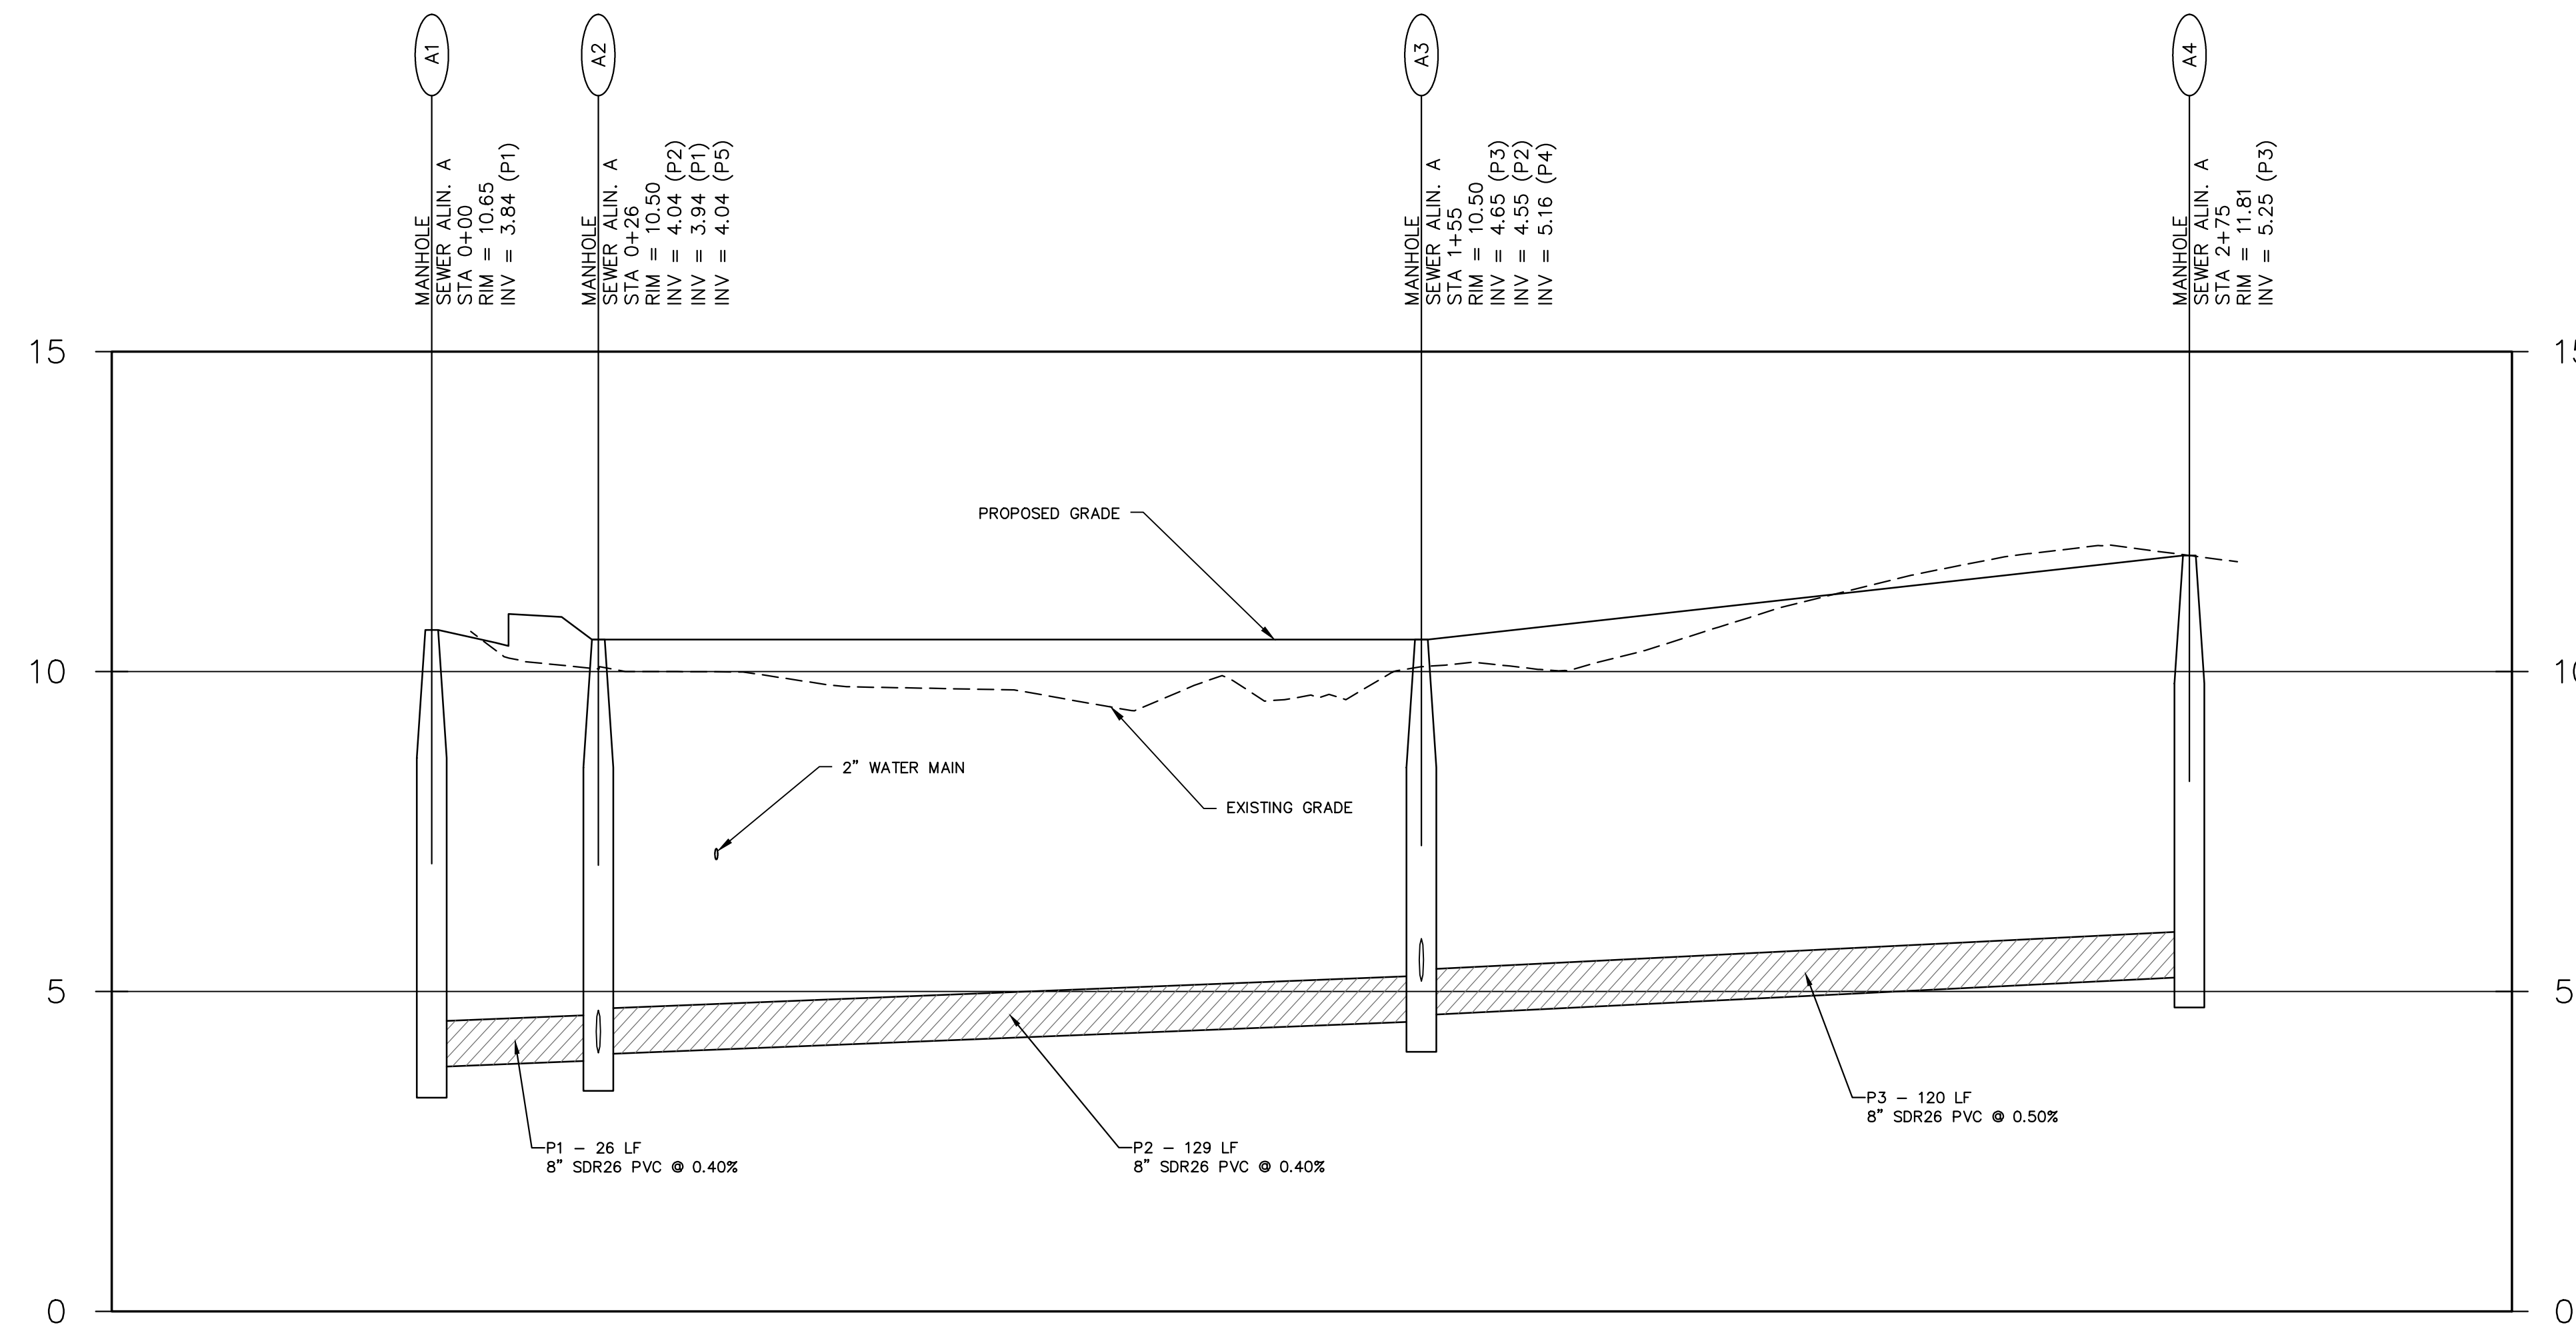 A1
MANHOLE
SEWER ALIN. A
STA 0+00
RIM = 10.65
INV = 3.84 (P1)
A2
MANHOLE
SEWER ALIN. A
STA 0+26
RIM = 10.50
INV = 4.04 (P2)
INV = 3.94 (P1)
INV = 4.04 (P5)
A3
MANHOLE
SEWER ALIN. A
STA 1+55
RIM = 10.50
INV = 4.65 (P3)
INV = 4.55 (P2)
INV = 5.16 (P4)
A4
MANHOLE
SEWER ALIN. A
STA 2+75
RIM = 11.81
INV = 5.25 (P3)
15
15
PROPOSED GRADE
10
10
2" WATER MAIN
EXISTING GRADE
5
5
P3 – 120 LF
8" SDR26 PVC @ 0.50%
P1 – 26 LF
8" SDR26 PVC @ 0.40%
P2 – 129 LF
8" SDR26 PVC @ 0.40%
0
0